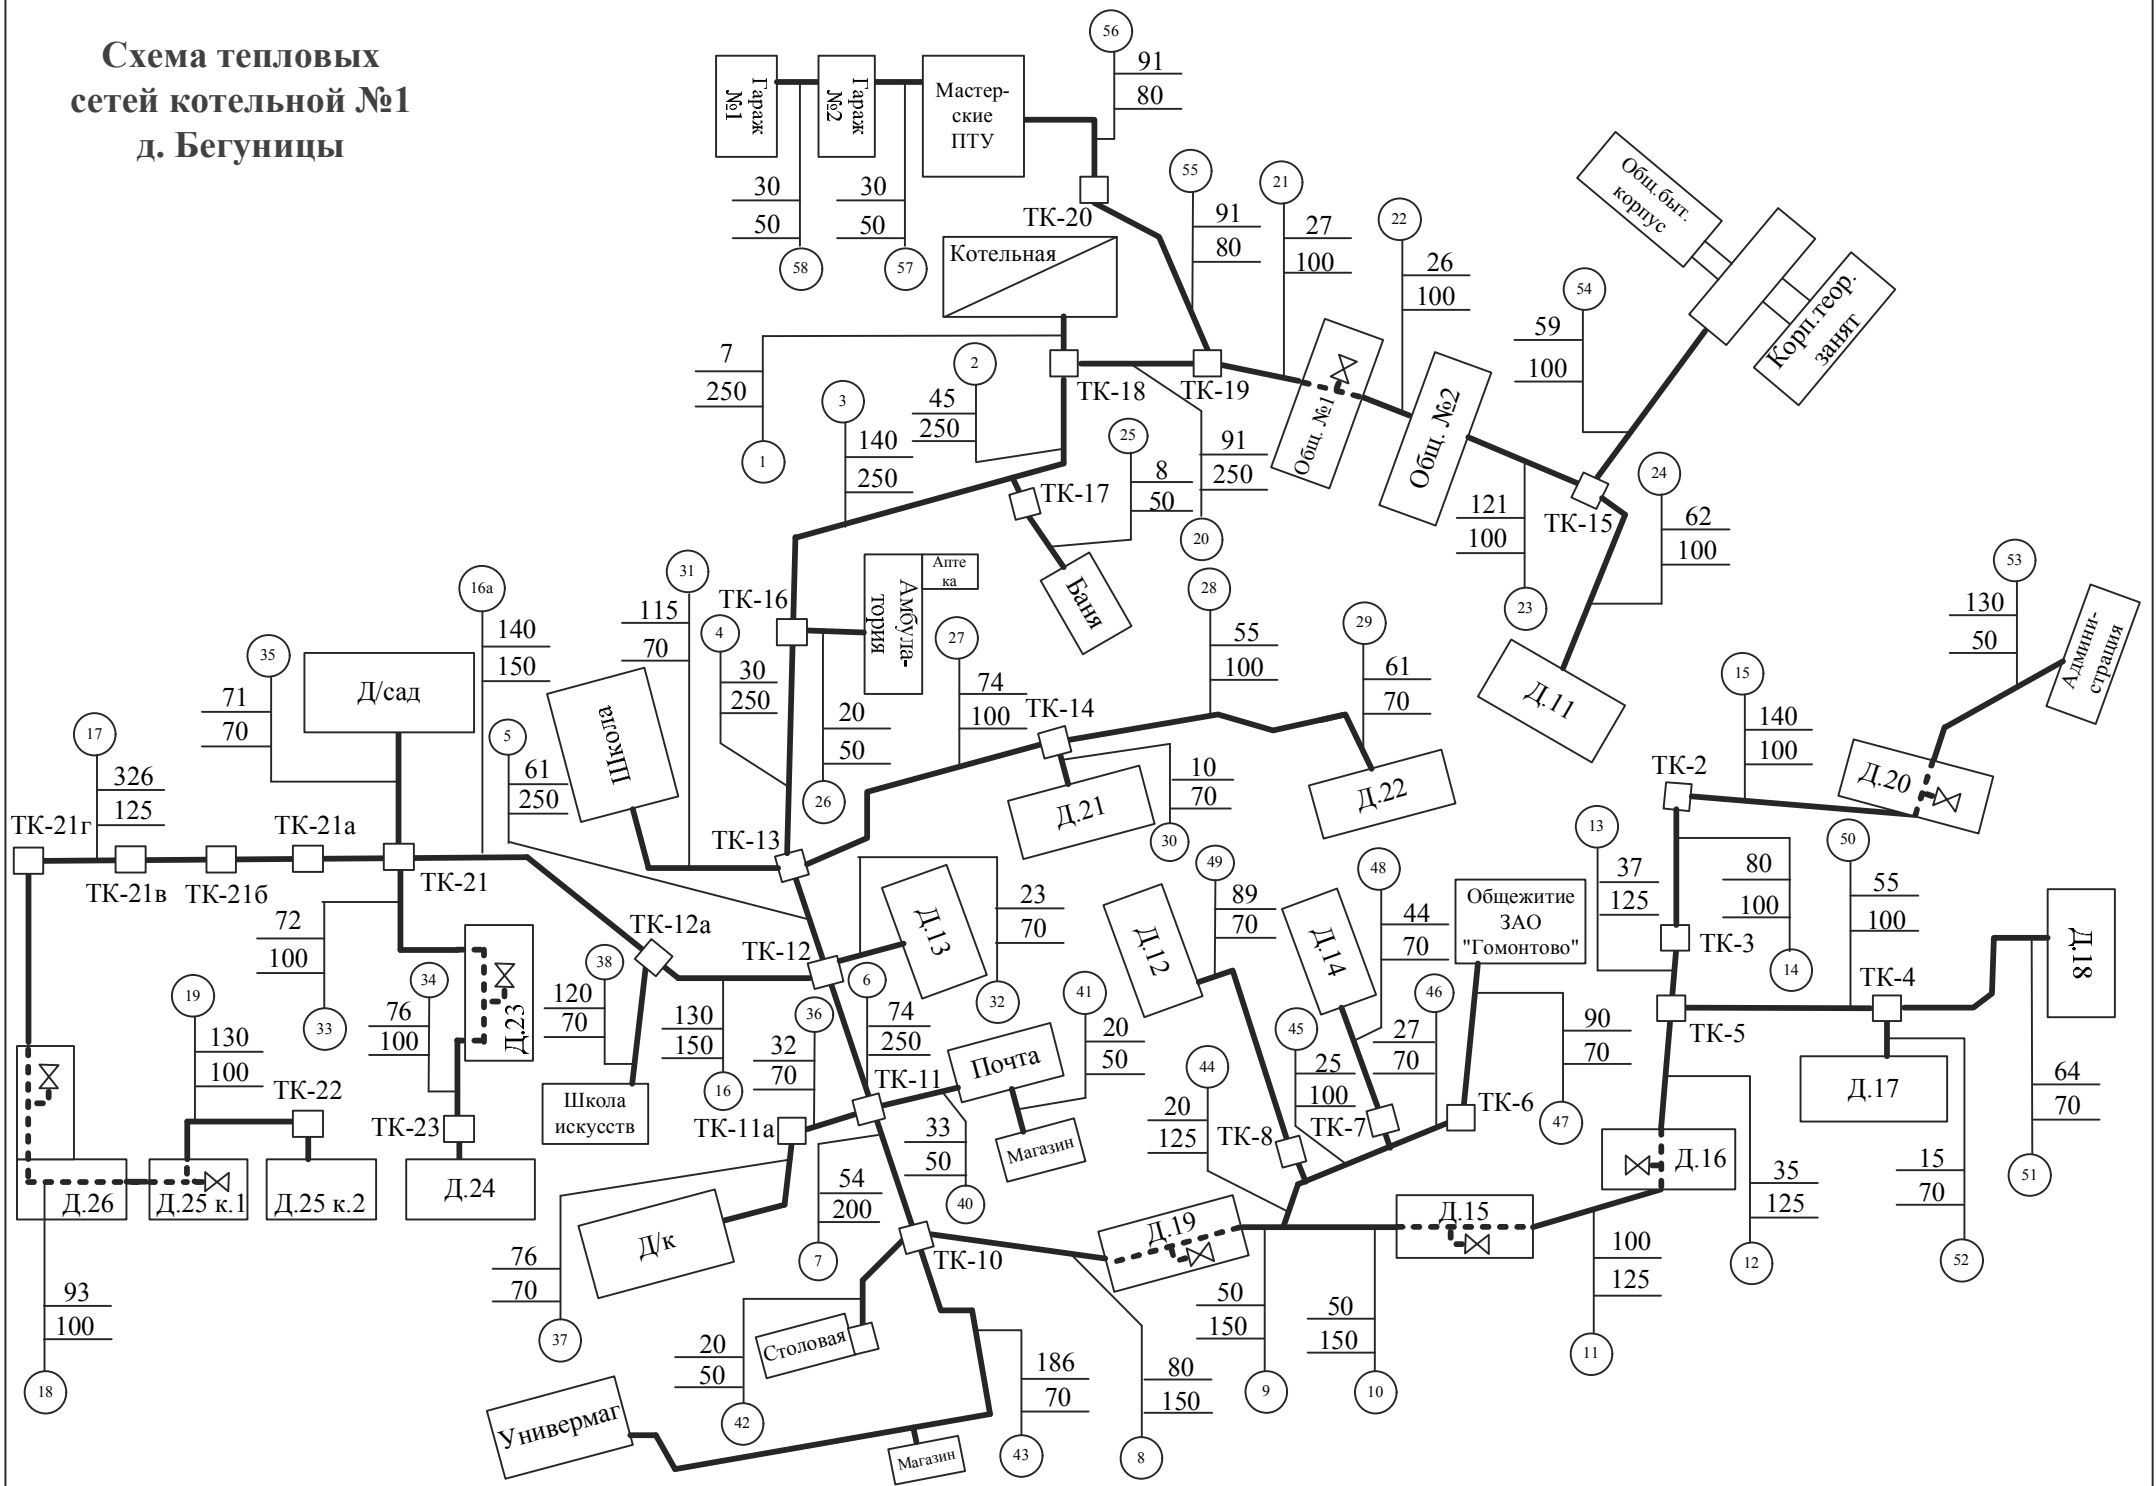 Схема тепловых
сетей котельной №1
д. Бегуницы
56
91
80
Гараж
№1
Гараж
№2
Мастер-
ские
ПТУ
30
50
58
30
50
57
ТК-20
Котельная
55
91
80
21
27
100
22
26
100
Общ.быт.
корпус
Корп.теор.
занят
54
59
100
7
250
1
2
45
250
3
140
250
ТК-18
ТК-19
Общ. №1
Общ. №2
25
8
50
91
250
20
ТК-17
Баня
121
100
23
ТК-15
24
62
100
Д.11
53
130
50
Админи-
страция
31
115
70
16а
140
150
ТК-16
4
30
250
Амбула-
тория
Апте
ка
20
50
26
27
74
100
ТК-14
28
55
100
29
61
70
15
140
100
ТК-2
Д.20
35
71
70
Д/сад
Школа
5
61
250
ТК-13
Д.21
10
70
30
Д.22
17
326
125
ТК-21г
ТК-21в
ТК-21б
ТК-21а
ТК-21
ТК-12а
ТК-12
Д.13
23
70
32
49
89
70
Д.12
Д.14
48
44
70
Общежитие
ЗАО
"Гомонтово"
13
37
125
ТК-3
80
100
14
50
55
100
ТК-4
Д.18
72
100
33
34
76
100
Д.23
38
120
70
130
150
16
36
32
70
6
74
250
41
20
50
Почта
Магазин
ТК-11
ТК-11а
33
50
40
44
20
125
45
25
100
46
27
70
90
70
47
ТК-8
ТК-7
ТК-6
ТК-5
Д.17
64
70
51
15
70
52
19
130
100
ТК-22
ТК-23
Школа
искусств
Д.26
Д.25 к.1
Д.25 к.2
Д.24
Д/к
54
200
7
ТК-10
Д.19
Д.15
Д.16
35
125
12
100
125
11
93
100
18
76
70
37
20
50
42
Столовая
Универмаг
Магазин
186
70
43
80
150
8
50
150
9
50
150
10